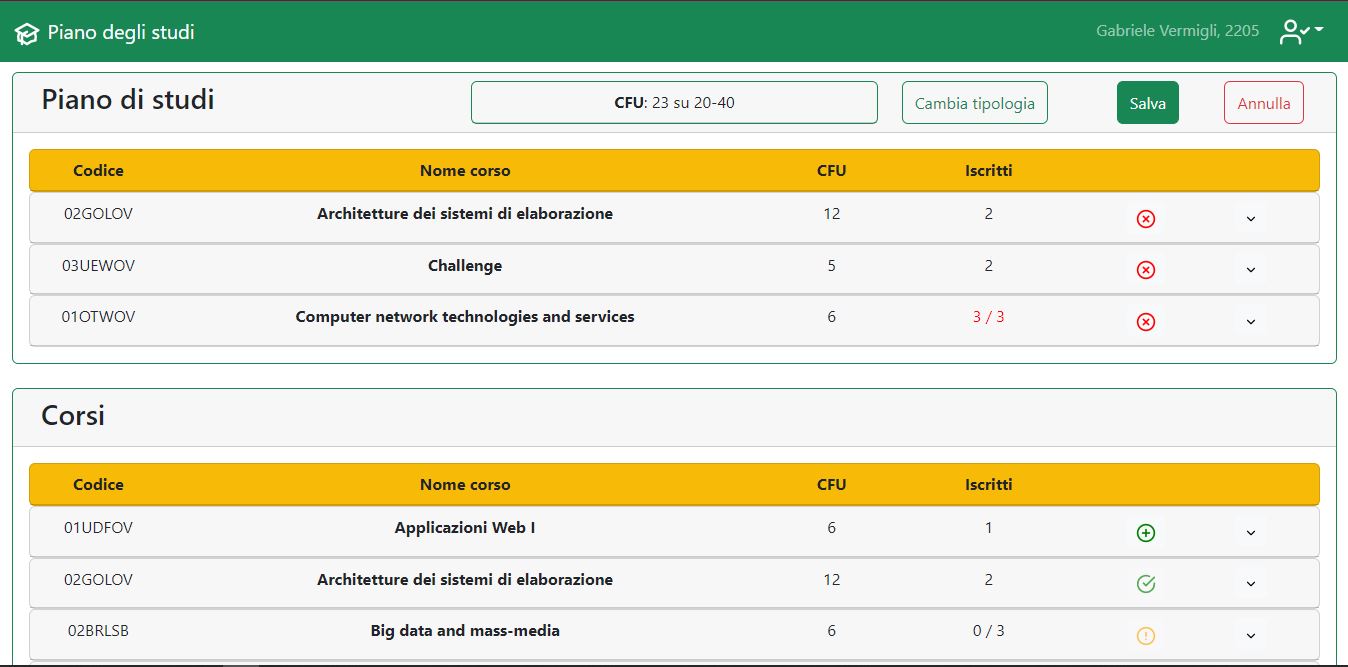 Piano degli studi
Gabriele Vermigli, 2205
Piano di studi
CFU: 23 su 20-40
Cambia tipologia
Salva
Annulla
Codice Nome corso CFU Iscritti
02GOLOV Architetture dei sistemi di elaborazione 12 2
03UEWOV Challenge 5 2
01OTWOV Computer network technologies and services 6 3 / 3
Corsi
Codice Nome corso CFU Iscritti
01UDFOV Applicazioni Web I 6 1
02GOLOV Architetture dei sistemi di elaborazione 12 2
02BRLSB Big data and mass-media 6 0 / 3